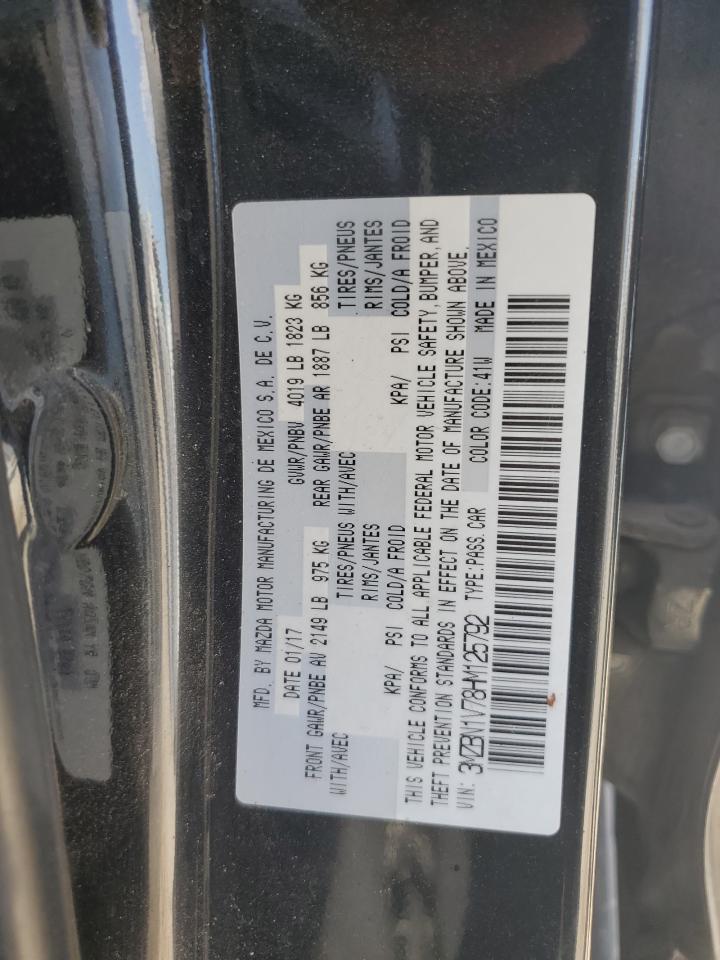 MFD. BY MAZDA MOTOR MANUFACTURING DE MEXICO S.A. DE C.V.
DATE 01/17 GVWR/PNBV 4019 LB 1823 KG
FRONT GAWR/PNBE AV 2149 LB 975 KG REAR GAWR/PNBE AR 1887 LB 856 KG
WITH/AVEC TIRES/PNEUS WITH/AVEC TIRES/PNEUS
RIMS/JANTES RIMS/JANTES
KPA/ PSI COLD/A FROID KPA/ PSI COLD/A FROID
THIS VEHICLE CONFORMS TO ALL APPLICABLE FEDERAL MOTOR VEHICLE SAFETY, BUMPER, AND
THEFT PREVENTION STANDARDS IN EFFECT ON THE DATE OF MANUFACTURE SHOWN ABOVE.
VIN: 3MZBN1V78HM125792 TYPE:PASS.CAR COLOR CODE:41W MADE IN MEXICO